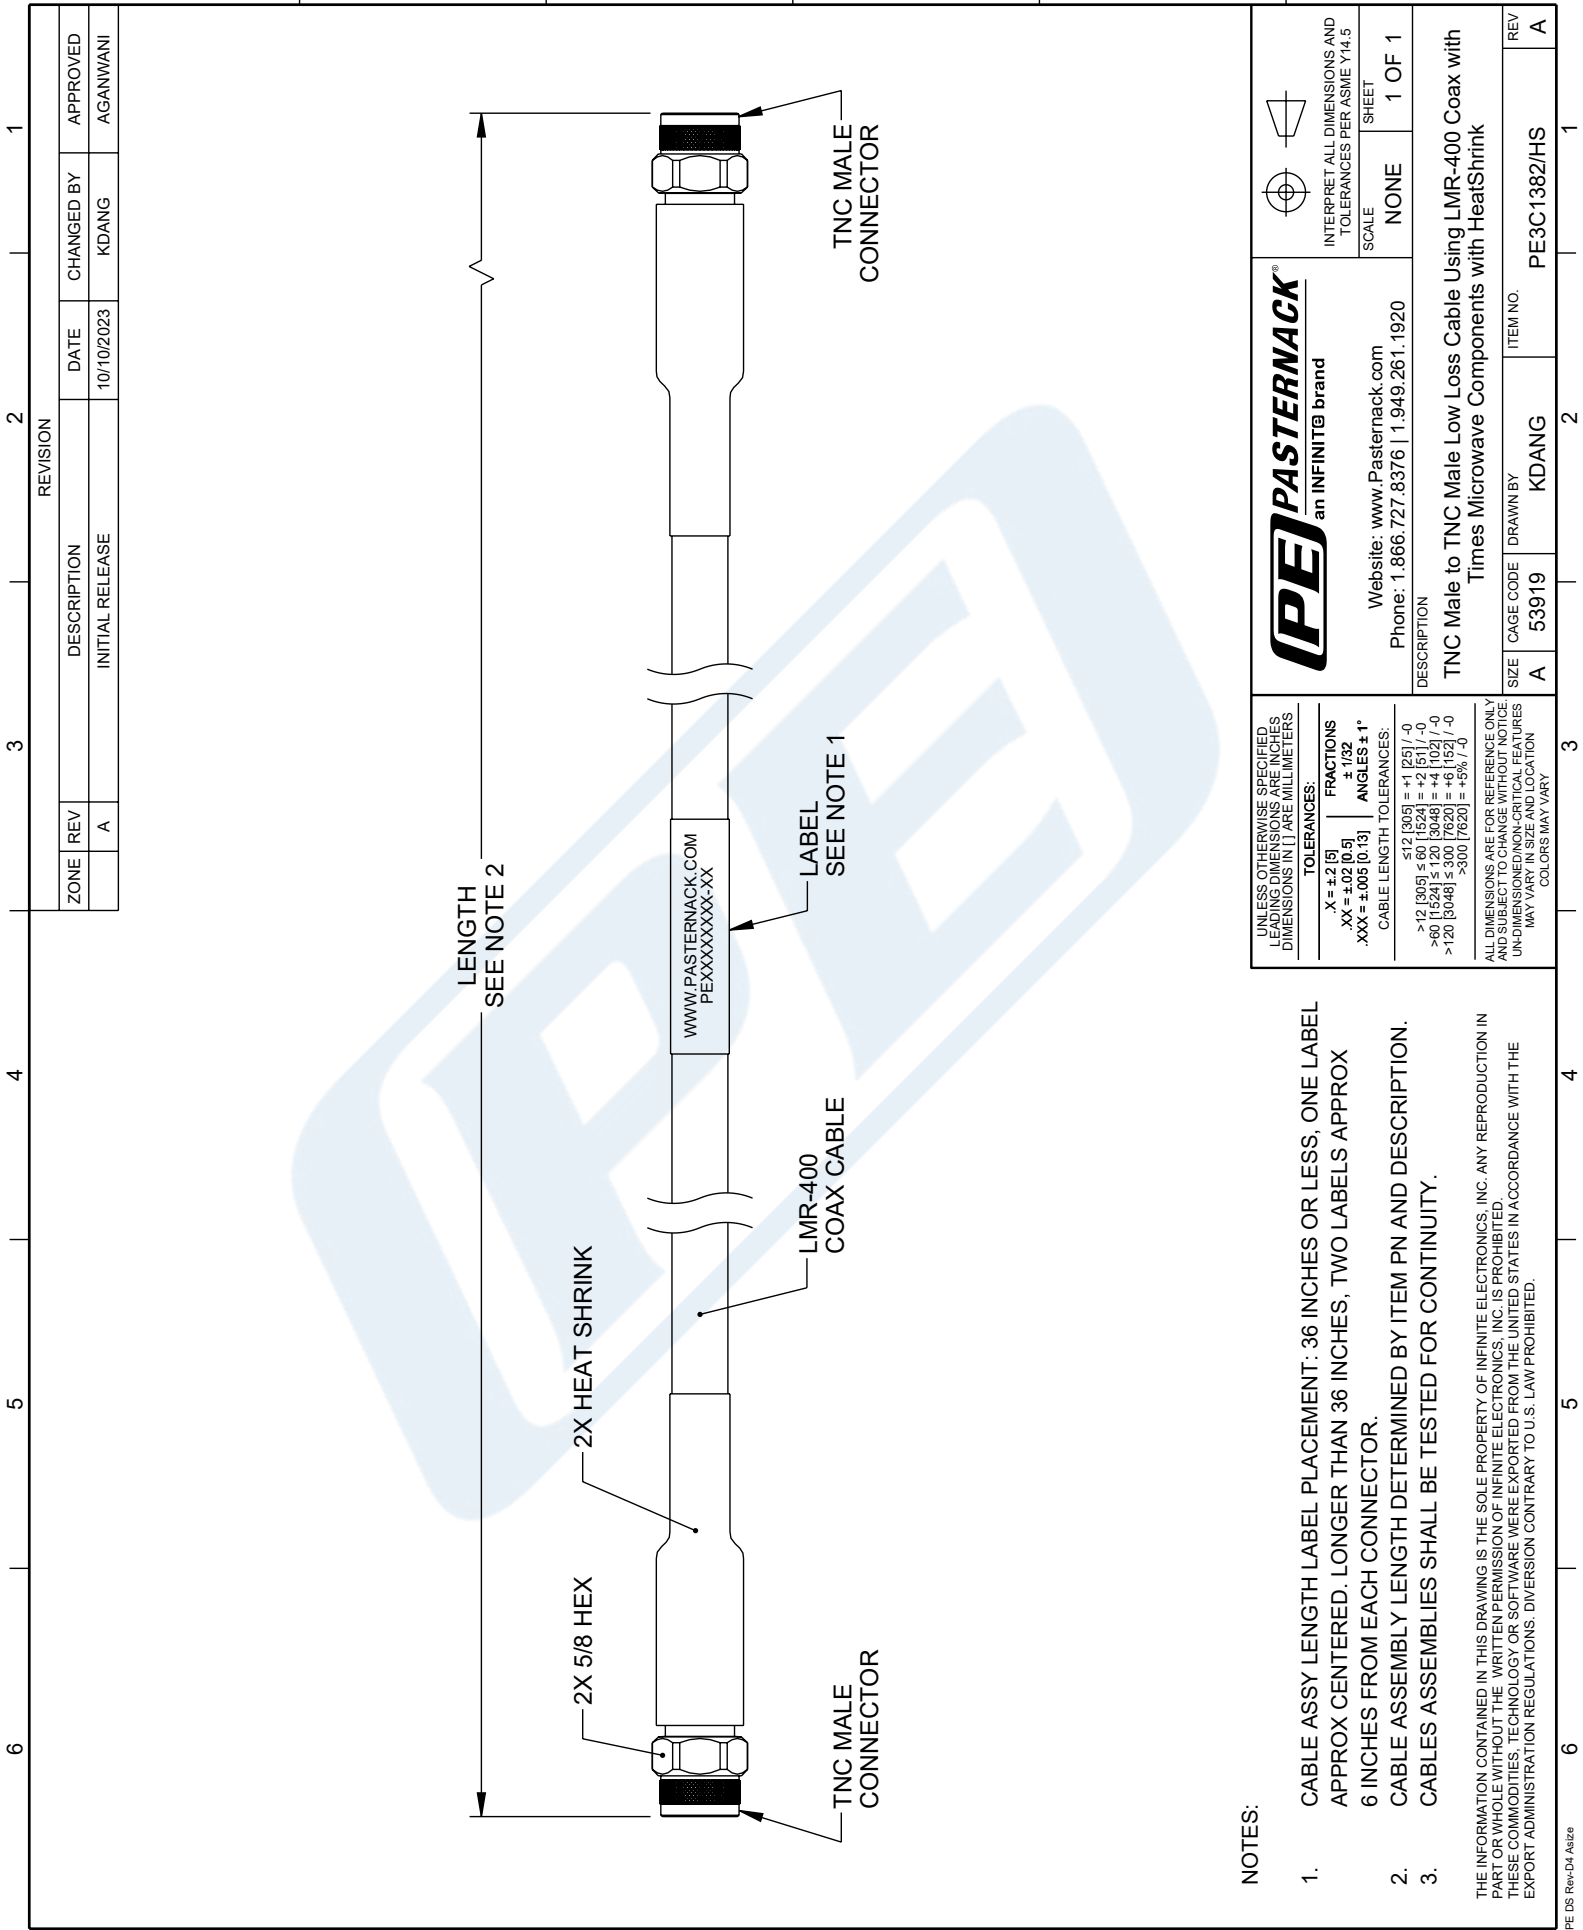 6
5
4
3
2
1
REVISION
ZONE REV DESCRIPTION DATE CHANGED BY APPROVED
A INITIAL RELEASE 10/10/2023 KDANG AGANWANI
LENGTH
SEE NOTE 2
2X 5/8 HEX
2X HEAT SHRINK
WWW.PASTERNACK.COM
PEXXXXXXXX-XX
TNC MALE
CONNECTOR
LMR-400
COAX CABLE
LABEL
SEE NOTE 1
TNC MALE
CONNECTOR
NOTES:
1. CABLE ASSY LENGTH LABEL PLACEMENT: 36 INCHES OR LESS, ONE LABEL
APPROX CENTERED. LONGER THAN 36 INCHES, TWO LABELS APPROX
6 INCHES FROM EACH CONNECTOR.
2. CABLE ASSEMBLY LENGTH DETERMINED BY ITEM PN AND DESCRIPTION.
3. CABLES ASSEMBLIES SHALL BE TESTED FOR CONTINUITY.
THE INFORMATION CONTAINED IN THIS DRAWING IS THE SOLE PROPERTY OF INFINITE ELECTRONICS, INC. ANY REPRODUCTION IN
PART OR WHOLE WITHOUT THE WRITTEN PERMISSION OF INFINITE ELECTRONICS, INC. IS PROHIBITED.
THESE COMMODITIES, TECHNOLOGY OR SOFTWARE WERE EXPORTED FROM THE UNITED STATES IN ACCORDANCE WITH THE
EXPORT ADMINISTRATION REGULATIONS. DIVERSION CONTRARY TO U.S. LAW PROHIBITED.
UNLESS OTHERWISE SPECIFIED
LEADING DIMENSIONS ARE INCHES
DIMENSIONS IN [ ] ARE MILLIMETERS
TOLERANCES:
.X = ±.2 [5] FRACTIONS
.XX = ±.02 [0.5] ± 1/32
.XXX = ±.005 [0.13] ANGLES ± 1°
CABLE LENGTH TOLERANCES:
≤12 [305] = +1 [25] / -0
>12 [305] ≤ 60 [1524] = +2 [51] / -0
>60 [1524] ≤ 120 [3048] = +4 [102] / -0
>120 [3048] ≤ 300 [7620] = +6 [152] / -0
>300 [7620] = +5% / -0
ALL DIMENSIONS ARE FOR REFERENCE ONLY
AND SUBJECT TO CHANGE WITHOUT NOTICE.
UN-DIMENSIONED/NON-CRITICAL FEATURES
MAY VARY IN SIZE AND LOCATION
COLORS MAY VARY
PE PASTERNACK®
an INFINIT@ brand
Website: www.Pasternack.com
Phone: 1.866.727.8376 | 1.949.261.1920
INTERPRET ALL DIMENSIONS AND
TOLERANCES PER ASME Y14.5
SCALE NONE
SHEET 1 OF 1
DESCRIPTION
TNC Male to TNC Male Low Loss Cable Using LMR-400 Coax with
Times Microwave Components with HeatShrink
SIZE A
CAGE CODE 53919
DRAWN BY KDANG
ITEM NO. PE3C1382/HS
REV A
6
5
4
3
2
1
PE DS Rev-D4 Asize
PE